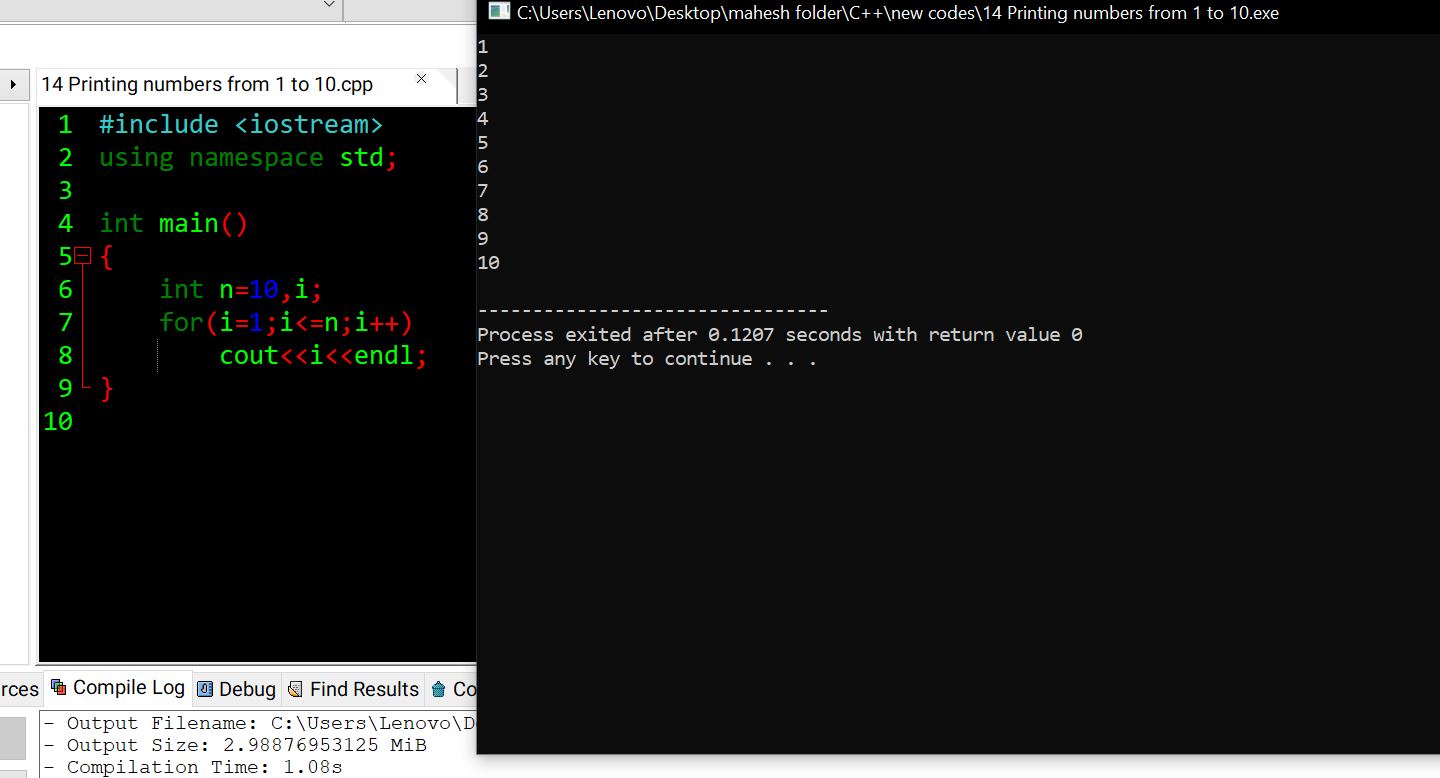 14 Printing numbers from 1 to 10.cpp
1 #include <iostream>
2 using namespace std;
3
4 int main()
5 {
6 int n=10,i;
7 for(i=1;i<=n;i++)
8 cout<<i<<endl;
9 }
10
rces Compile Log Debug Find Results Co
- Output Filename: C:\Users\Lenovo\D
- Output Size: 2.98876953125 MiB
- Compilation Time: 1.08s
C:\Users\Lenovo\Desktop\mahesh folder\C++\new codes\14 Printing numbers from 1 to 10.exe
1
2
3
4
5
6
7
8
9
10
--------------------------------
Process exited after 0.1207 seconds with return value 0
Press any key to continue . . .